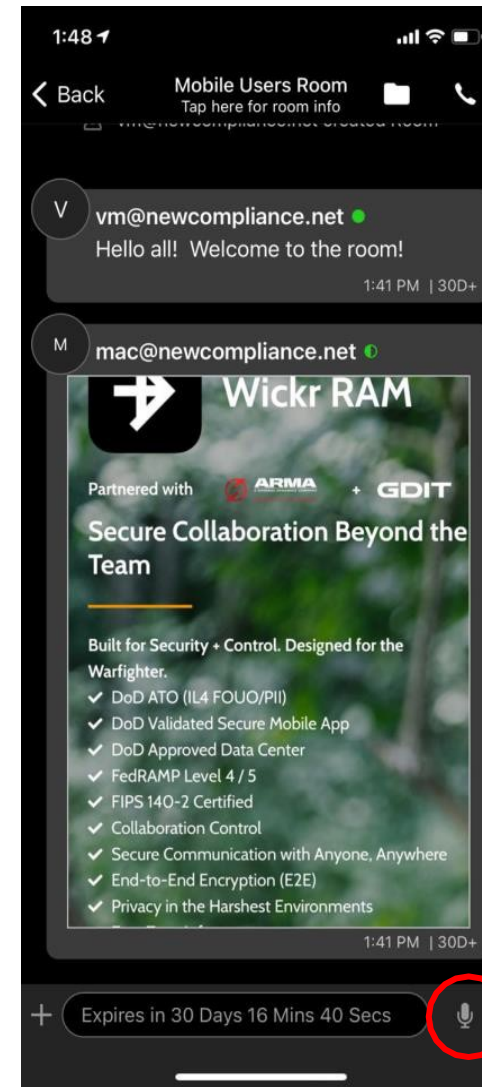 1:48
Back
Mobile Users Room
Tap here for room info
vm@newcompliance.net created Room
V
vm@newcompliance.net
Hello all! Welcome to the room!
1:41 PM | 30D+
M
mac@newcompliance.net
Wickr RAM
Partnered with ARMA + GDIT
Secure Collaboration Beyond the
Team
Built for Security + Control. Designed for the
Warfighter.
DoD ATO (IL4 FOUO/PII)
DoD Validated Secure Mobile App
DoD Approved Data Center
FedRAMP Level 4 / 5
FIPS 140-2 Certified
Collaboration Control
Secure Communication with Anyone, Anywhere
End-to-End Encryption (E2E)
Privacy in the Harshest Environments
1:41 PM | 30D+
Expires in 30 Days 16 Mins 40 Secs